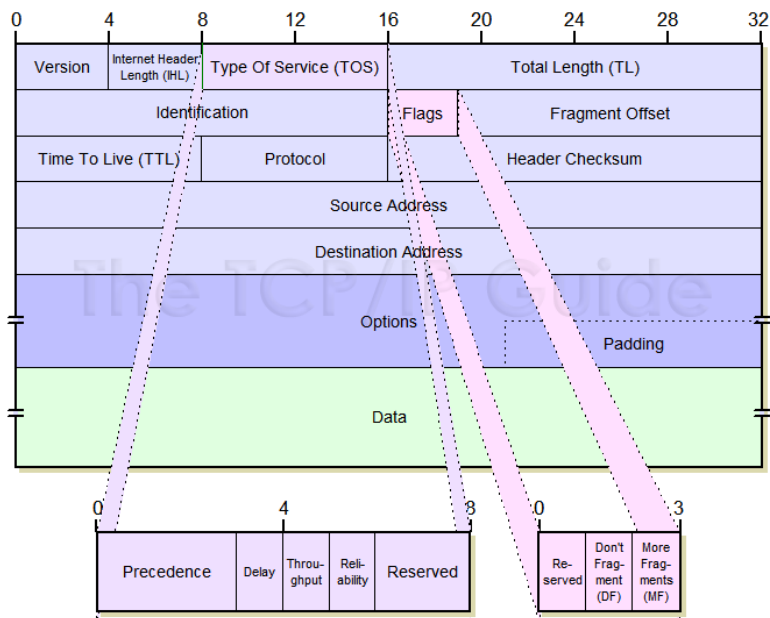 0 4 8 12 16 20 24 28 32
Version
Internet Header
Length (IHL)
Type Of Service (TOS)
Total Length (TL)
Identification
Flags
Fragment Offset
Time To Live (TTL)
Protocol
Header Checksum
Source Address
Destination Address
The TCP/IP Guide
Options
Padding
Data
0 4 8
Precedence
Delay
Throu-
ghput
Reli-
ability
Reserved
0 3
Re-
served
Don't
Frag-
ment
(DF)
More
Frag-
ments
(MF)